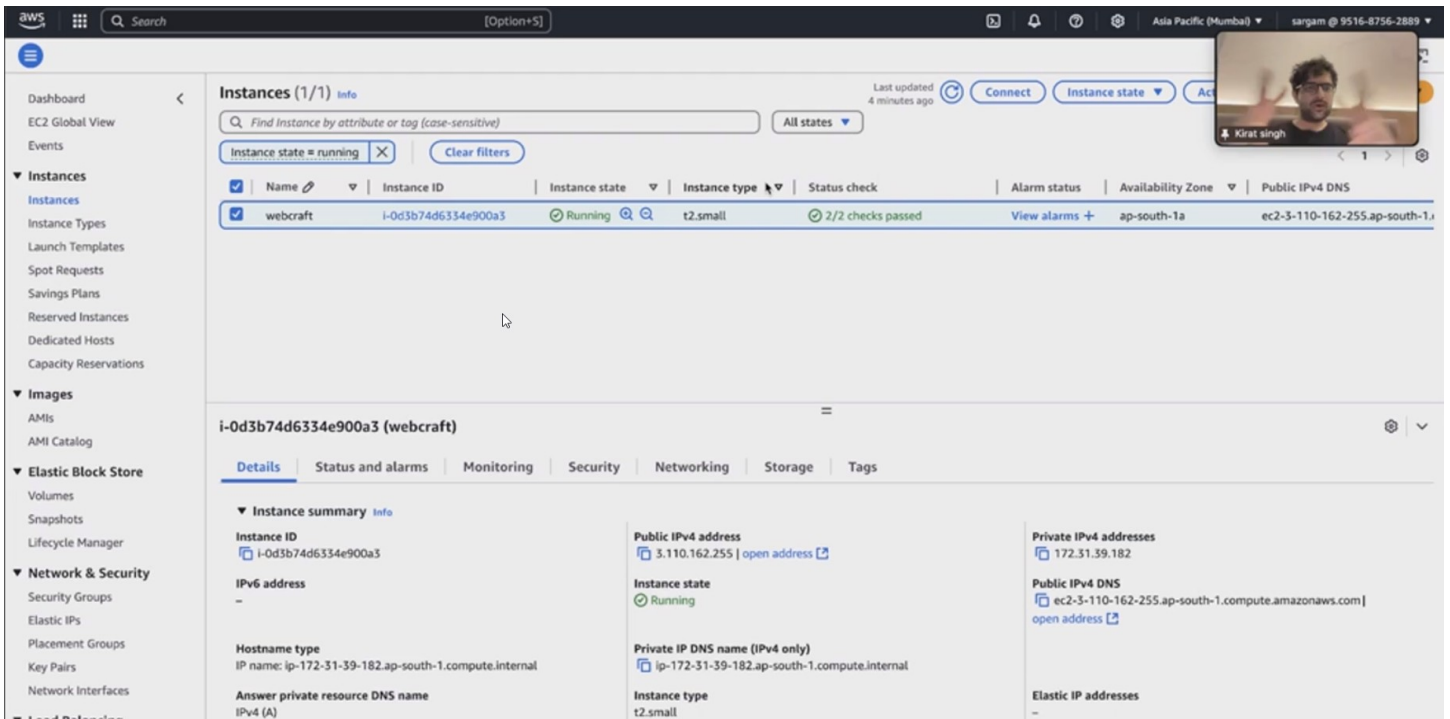 aws Search [Option+S] Asia Pacific (Mumbai) ▼ sargam @ 9516-8756-2889 ▼
Dashboard
EC2 Global View
Events
▼ Instances
Instances
Instance Types
Launch Templates
Spot Requests
Savings Plans
Reserved Instances
Dedicated Hosts
Capacity Reservations
▼ Images
AMIs
AMI Catalog
▼ Elastic Block Store
Volumes
Snapshots
Lifecycle Manager
▼ Network & Security
Security Groups
Elastic IPs
Placement Groups
Key Pairs
Network Interfaces
Instances (1/1) Info
Last updated
4 minutes ago
Connect
Instance state ▼
Kirat singh
Find Instance by attribute or tag (case-sensitive)
All states ▼
Instance state = running
Clear filters
1
Name Instance ID Instance state Instance type Status check Alarm status Availability Zone Public IPv4 DNS
webcraft i-0d3b74d6334e900a3 Running t2.small 2/2 checks passed View alarms + ap-south-1a ec2-3-110-162-255.ap-south-1.
i-0d3b74d6334e900a3 (webcraft)
Details Status and alarms Monitoring Security Networking Storage Tags
▼ Instance summary Info
Instance ID
i-0d3b74d6334e900a3
Public IPv4 address
3.110.162.255 | open address
Private IPv4 addresses
172.31.39.182
IPv6 address
–
Instance state
Running
Public IPv4 DNS
ec2-3-110-162-255.ap-south-1.compute.amazonaws.com |
open address
Hostname type
IP name: ip-172-31-39-182.ap-south-1.compute.internal
Private IP DNS name (IPv4 only)
ip-172-31-39-182.ap-south-1.compute.internal
Answer private resource DNS name
IPv4 (A)
Instance type
t2.small
Elastic IP addresses
–